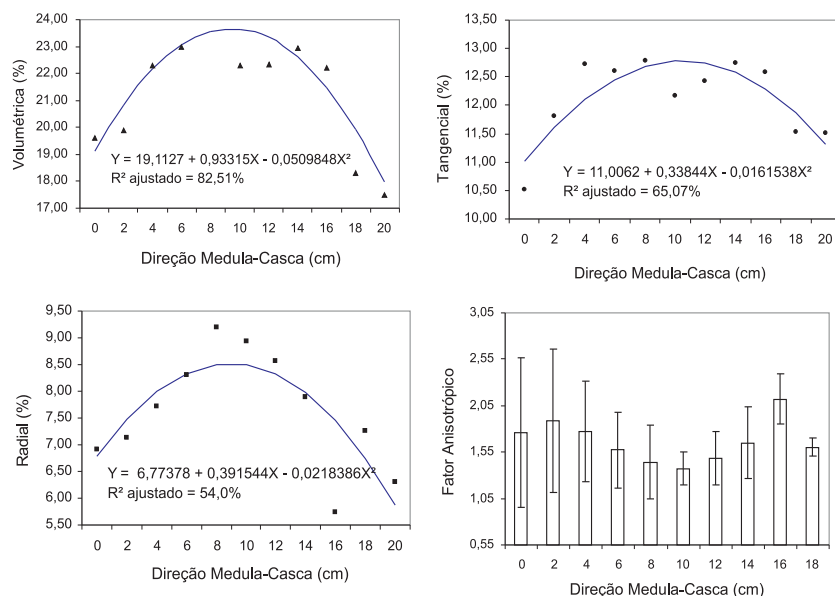 Volumétrica (%)
24,00
23,00
22,00
21,00
20,00
19,00
18,00
17,00
Y = 19,1127 + 0,93315X - 0,0509848X²
R² ajustado = 82,51%
0 2 4 6 8 10 12 14 16 18 20
Direção Medula-Casca (cm)
Tangencial (%)
13,50
12,50
11,50
10,50
10,00
Y = 11,0062 + 0,33844X - 0,0161538X²
R² ajustado = 65,07%
0 2 4 6 8 10 12 14 16 18 20
Direção Medula-Casca (cm)
Radial (%)
9,50
9,00
8,50
8,00
7,50
7,00
6,50
6,00
5,50
Y = 6,77378 + 0,391544X - 0,0218386X²
R² ajustado = 54,0%
0 2 4 6 8 10 12 14 16 18 20
Direção Medula-Casca (cm)
Fator Anisotrópico
3,05
2,55
2,05
1,55
1,05
0,55
0 2 4 6 8 10 12 14 16 18
Direção Medula-Casca (cm)